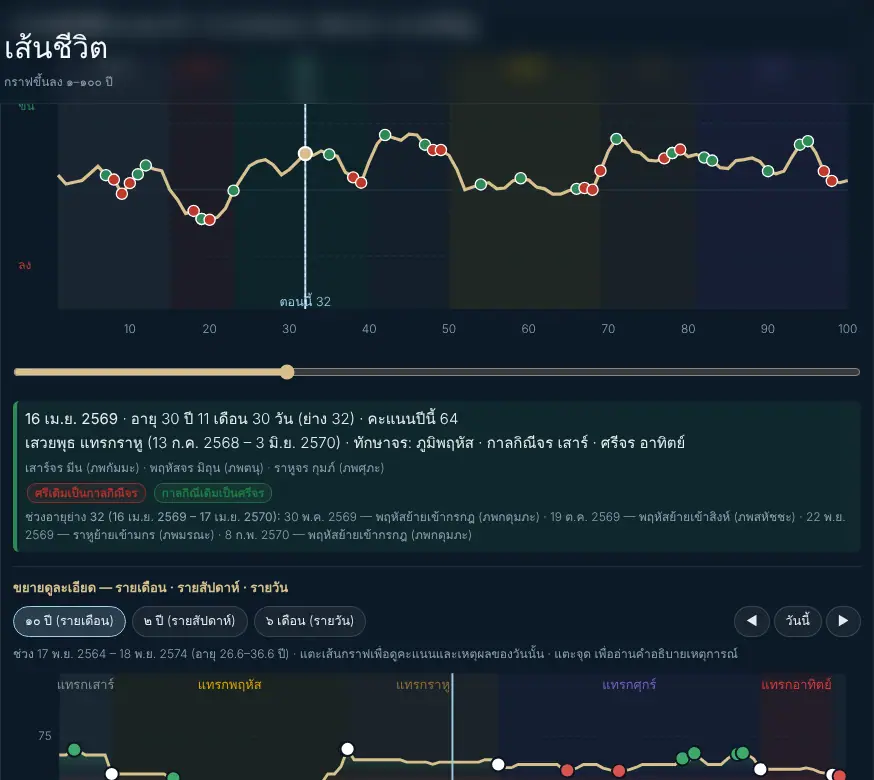 เส้นชีวิต
กราฟขึ้นลง ๑–๑๐๐ ปี
ขึ้น
ลง
ตอนนี้ 32
10 20 30 40 50 60 70 80 90 100
16 เม.ย. 2569 · อายุ 30 ปี 11 เดือน 30 วัน (ย่าง 32) · คะแนนปีนี้ 64
เสวยพุธ แทรกราหู (13 ก.ค. 2568 – 3 มิ.ย. 2570) · ทักษาจร: ภูมิพฤหัส · กาลกิณีจร เสาร์ · ศรีจร อาทิตย์
เสาร์จร มีน (ภพกัมมะ) · พฤหัสจร มิถุน (ภพตนุ) · ราหูจร กุมภ์ (ภพศุภะ)
ศรีเดิมเป็นกาลกิณีจร กาลกิณีเดิมเป็นศรีจร
ช่วงอายุย่าง 32 (16 เม.ย. 2569 – 17 เม.ย. 2570): 30 พ.ค. 2569 — พฤหัสย้ายเข้ากรกฎ (ภพกดุมภะ) · 19 ต.ค. 2569 — พฤหัสย้ายเข้าสิงห์ (ภพสหัชชะ) · 22 พ.ย.
2569 — ราหูย้ายเข้ามกร (ภพมรณะ) · 8 ก.พ. 2570 — พฤหัสย้ายเข้ากรกฎ (ภพกดุมภะ)
ขยายดูละเอียด — รายเดือน · รายสัปดาห์ · รายวัน
๑๐ ปี (รายเดือน) ๒ ปี (รายสัปดาห์) ๖ เดือน (รายวัน) ◀ วันนี้ ▶
ช่วง 17 พ.ย. 2564 – 18 พ.ย. 2574 (อายุ 26.6–36.6 ปี) · แตะเส้นกราฟเพื่อดูคะแนนและเหตุผลของวันนั้น · แตะจุด เพื่ออ่านคำอธิบายเหตุการณ์
แทรกเสาร์ แทรกพฤหัส แทรกราหู แทรกศุกร์ แทรกอาทิตย์
75